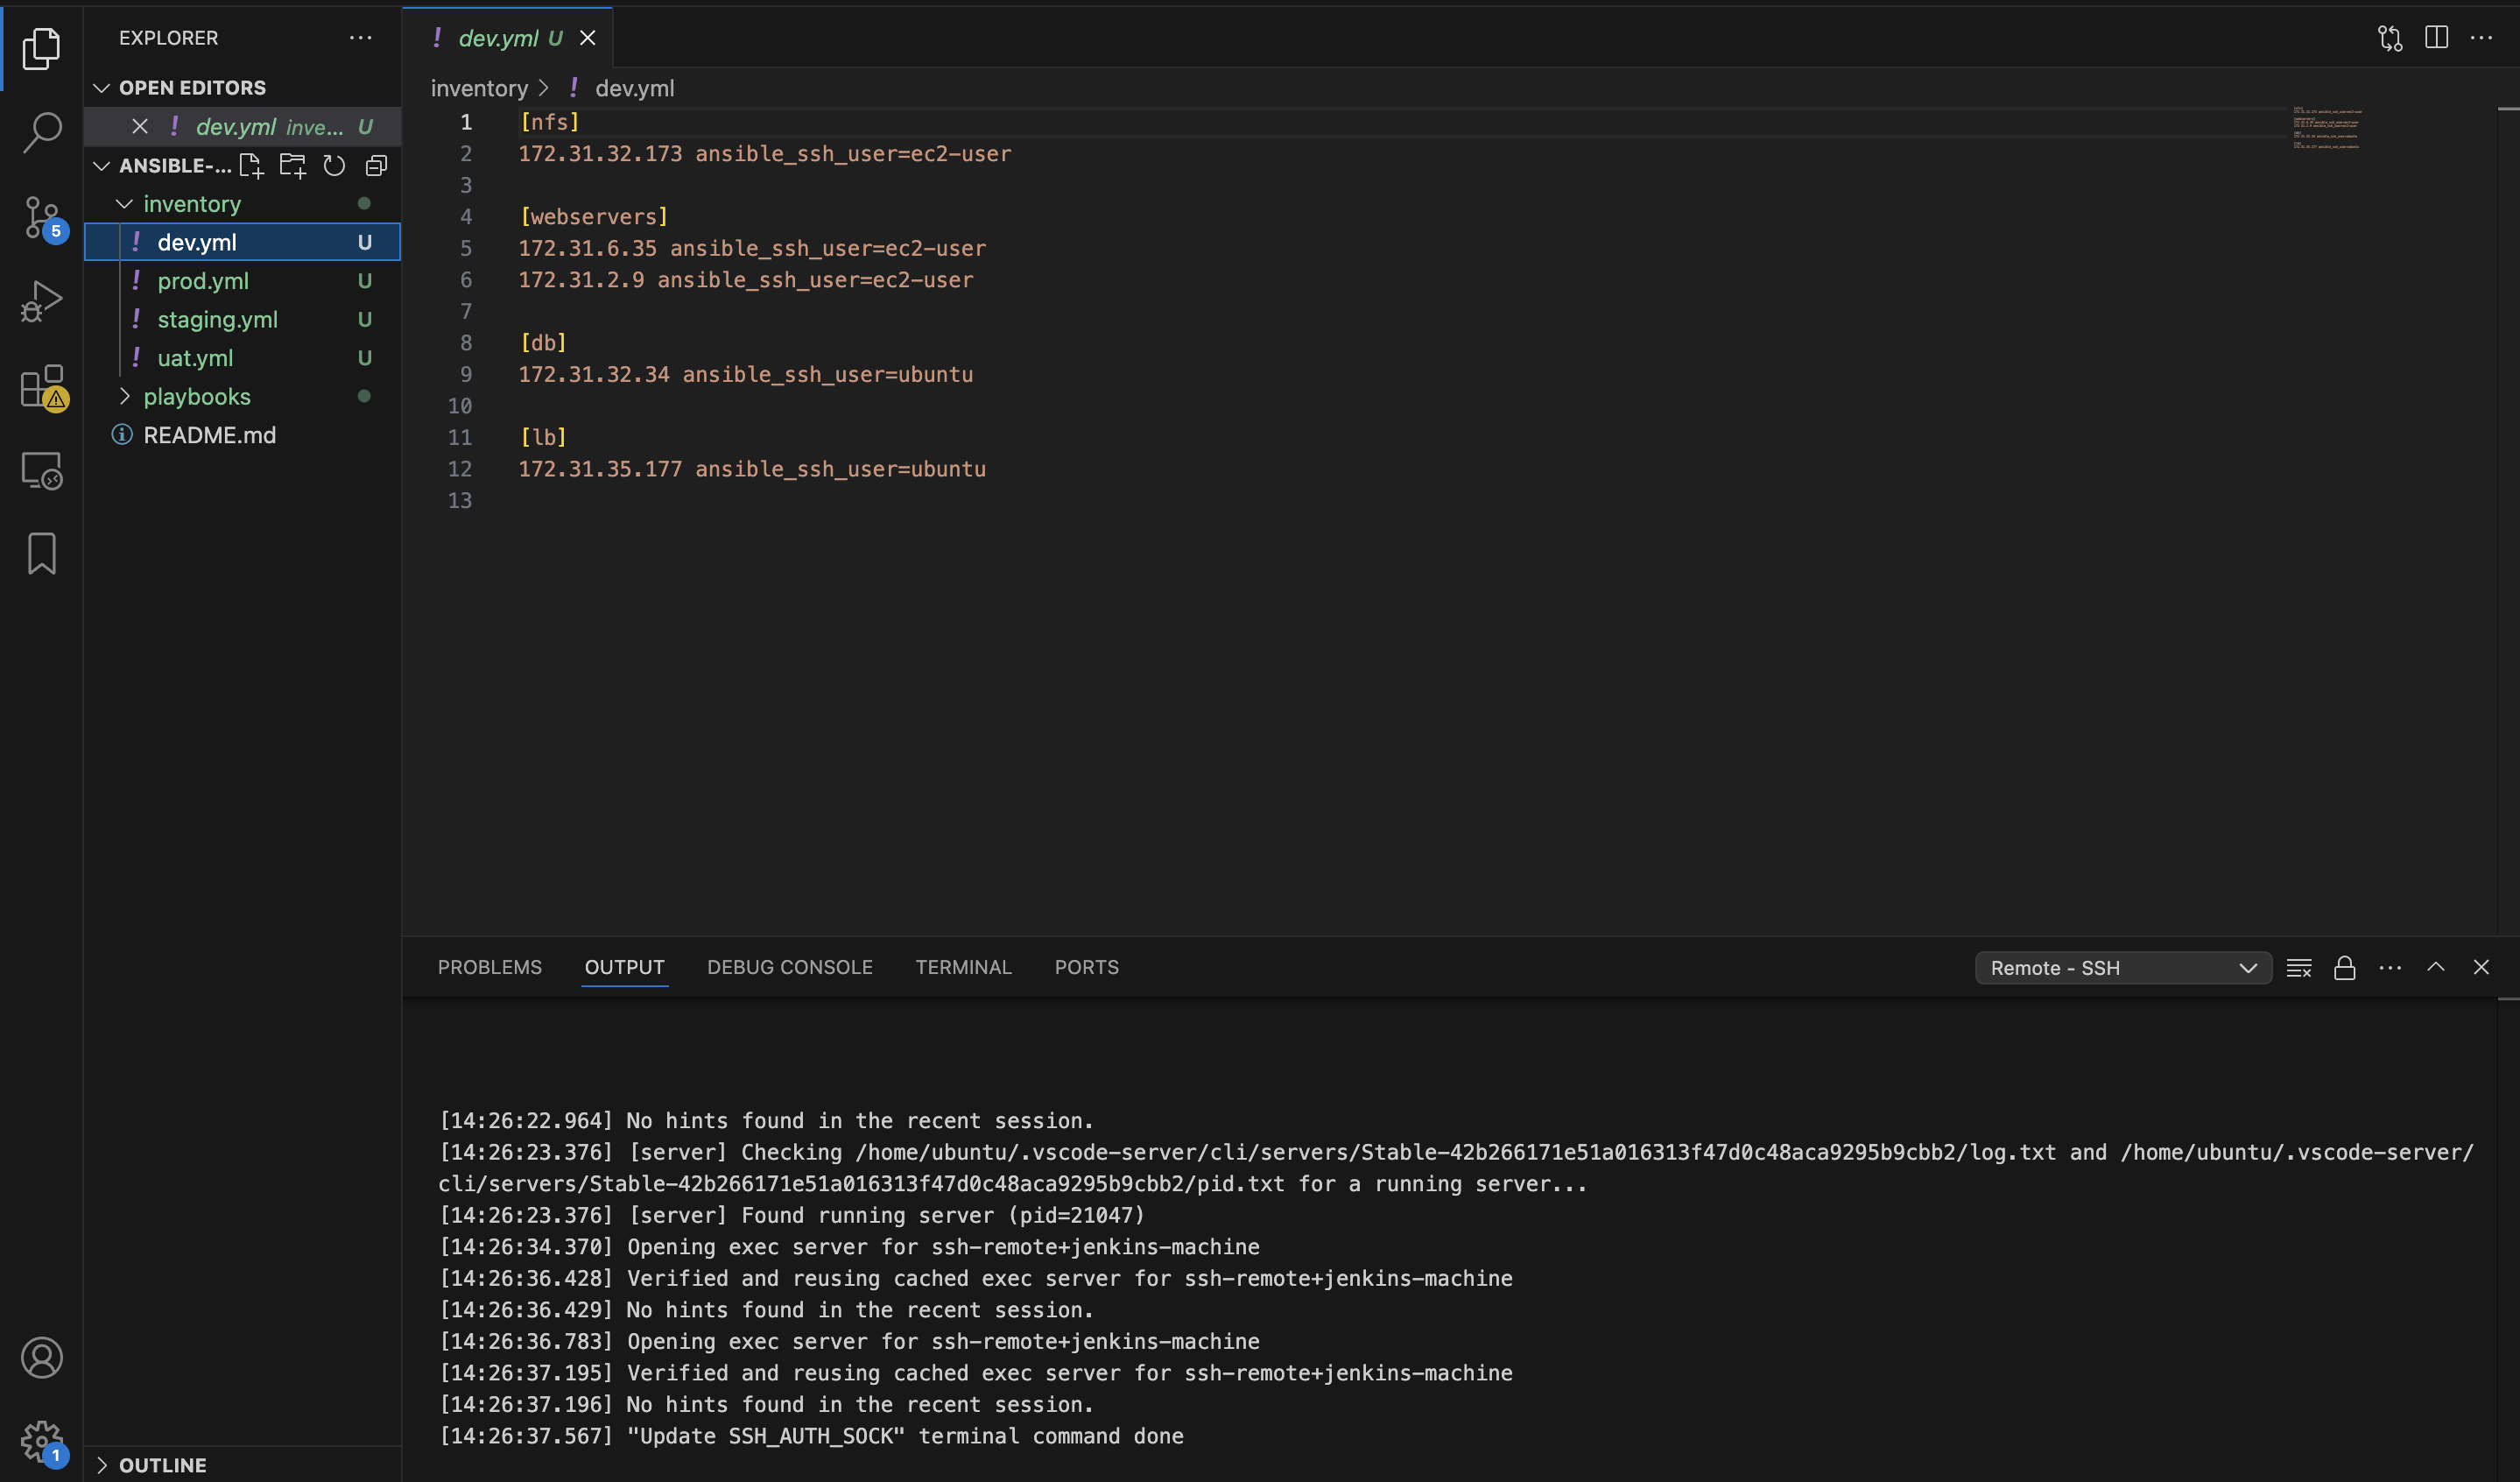 EXPLORER
OPEN EDITORS
dev.yml inve... U
ANSIBLE-...
inventory
dev.yml U
prod.yml U
staging.yml U
uat.yml U
playbooks
README.md
OUTLINE
5
1
dev.yml U
inventory > dev.yml
1 [nfs]
2 172.31.32.173 ansible_ssh_user=ec2-user
3
4 [webservers]
5 172.31.6.35 ansible_ssh_user=ec2-user
6 172.31.2.9 ansible_ssh_user=ec2-user
7
8 [db]
9 172.31.32.34 ansible_ssh_user=ubuntu
10
11 [lb]
12 172.31.35.177 ansible_ssh_user=ubuntu
13
PROBLEMS OUTPUT DEBUG CONSOLE TERMINAL PORTS Remote - SSH
[14:26:22.964] No hints found in the recent session.
[14:26:23.376] [server] Checking /home/ubuntu/.vscode-server/cli/servers/Stable-42b266171e51a016313f47d0c48aca9295b9cbb2/log.txt and /home/ubuntu/.vscode-server/
cli/servers/Stable-42b266171e51a016313f47d0c48aca9295b9cbb2/pid.txt for a running server...
[14:26:23.376] [server] Found running server (pid=21047)
[14:26:34.370] Opening exec server for ssh-remote+jenkins-machine
[14:26:36.428] Verified and reusing cached exec server for ssh-remote+jenkins-machine
[14:26:36.429] No hints found in the recent session.
[14:26:36.783] Opening exec server for ssh-remote+jenkins-machine
[14:26:37.195] Verified and reusing cached exec server for ssh-remote+jenkins-machine
[14:26:37.196] No hints found in the recent session.
[14:26:37.567] "Update SSH_AUTH_SOCK" terminal command done